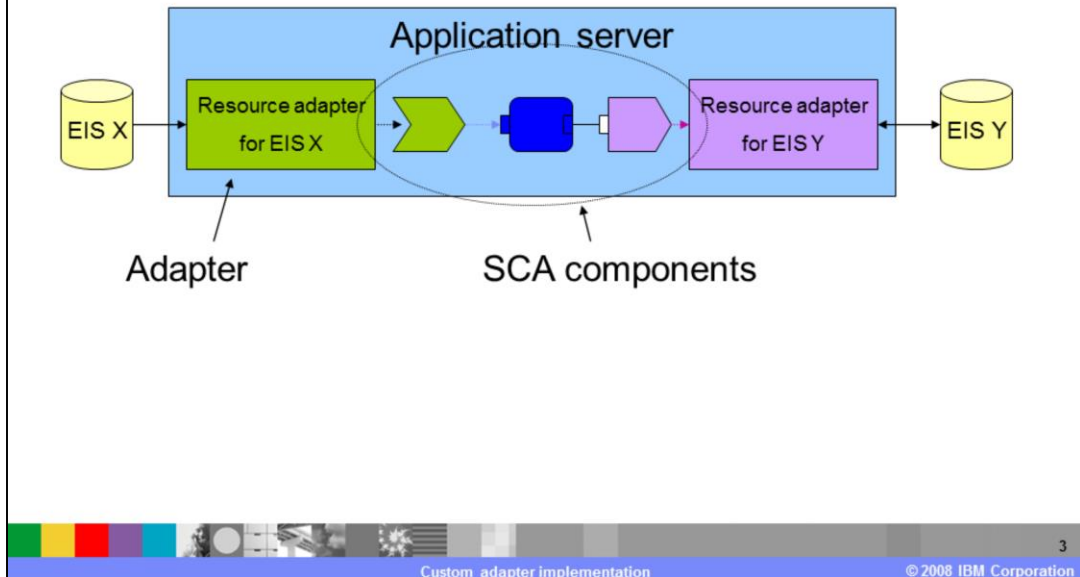 Application server
EIS X
Resource adapter
for EIS X
Resource adapter
for EIS Y
EIS Y
Adapter
SCA components
3
Custom adapter implementation
© 2008 IBM Corporation